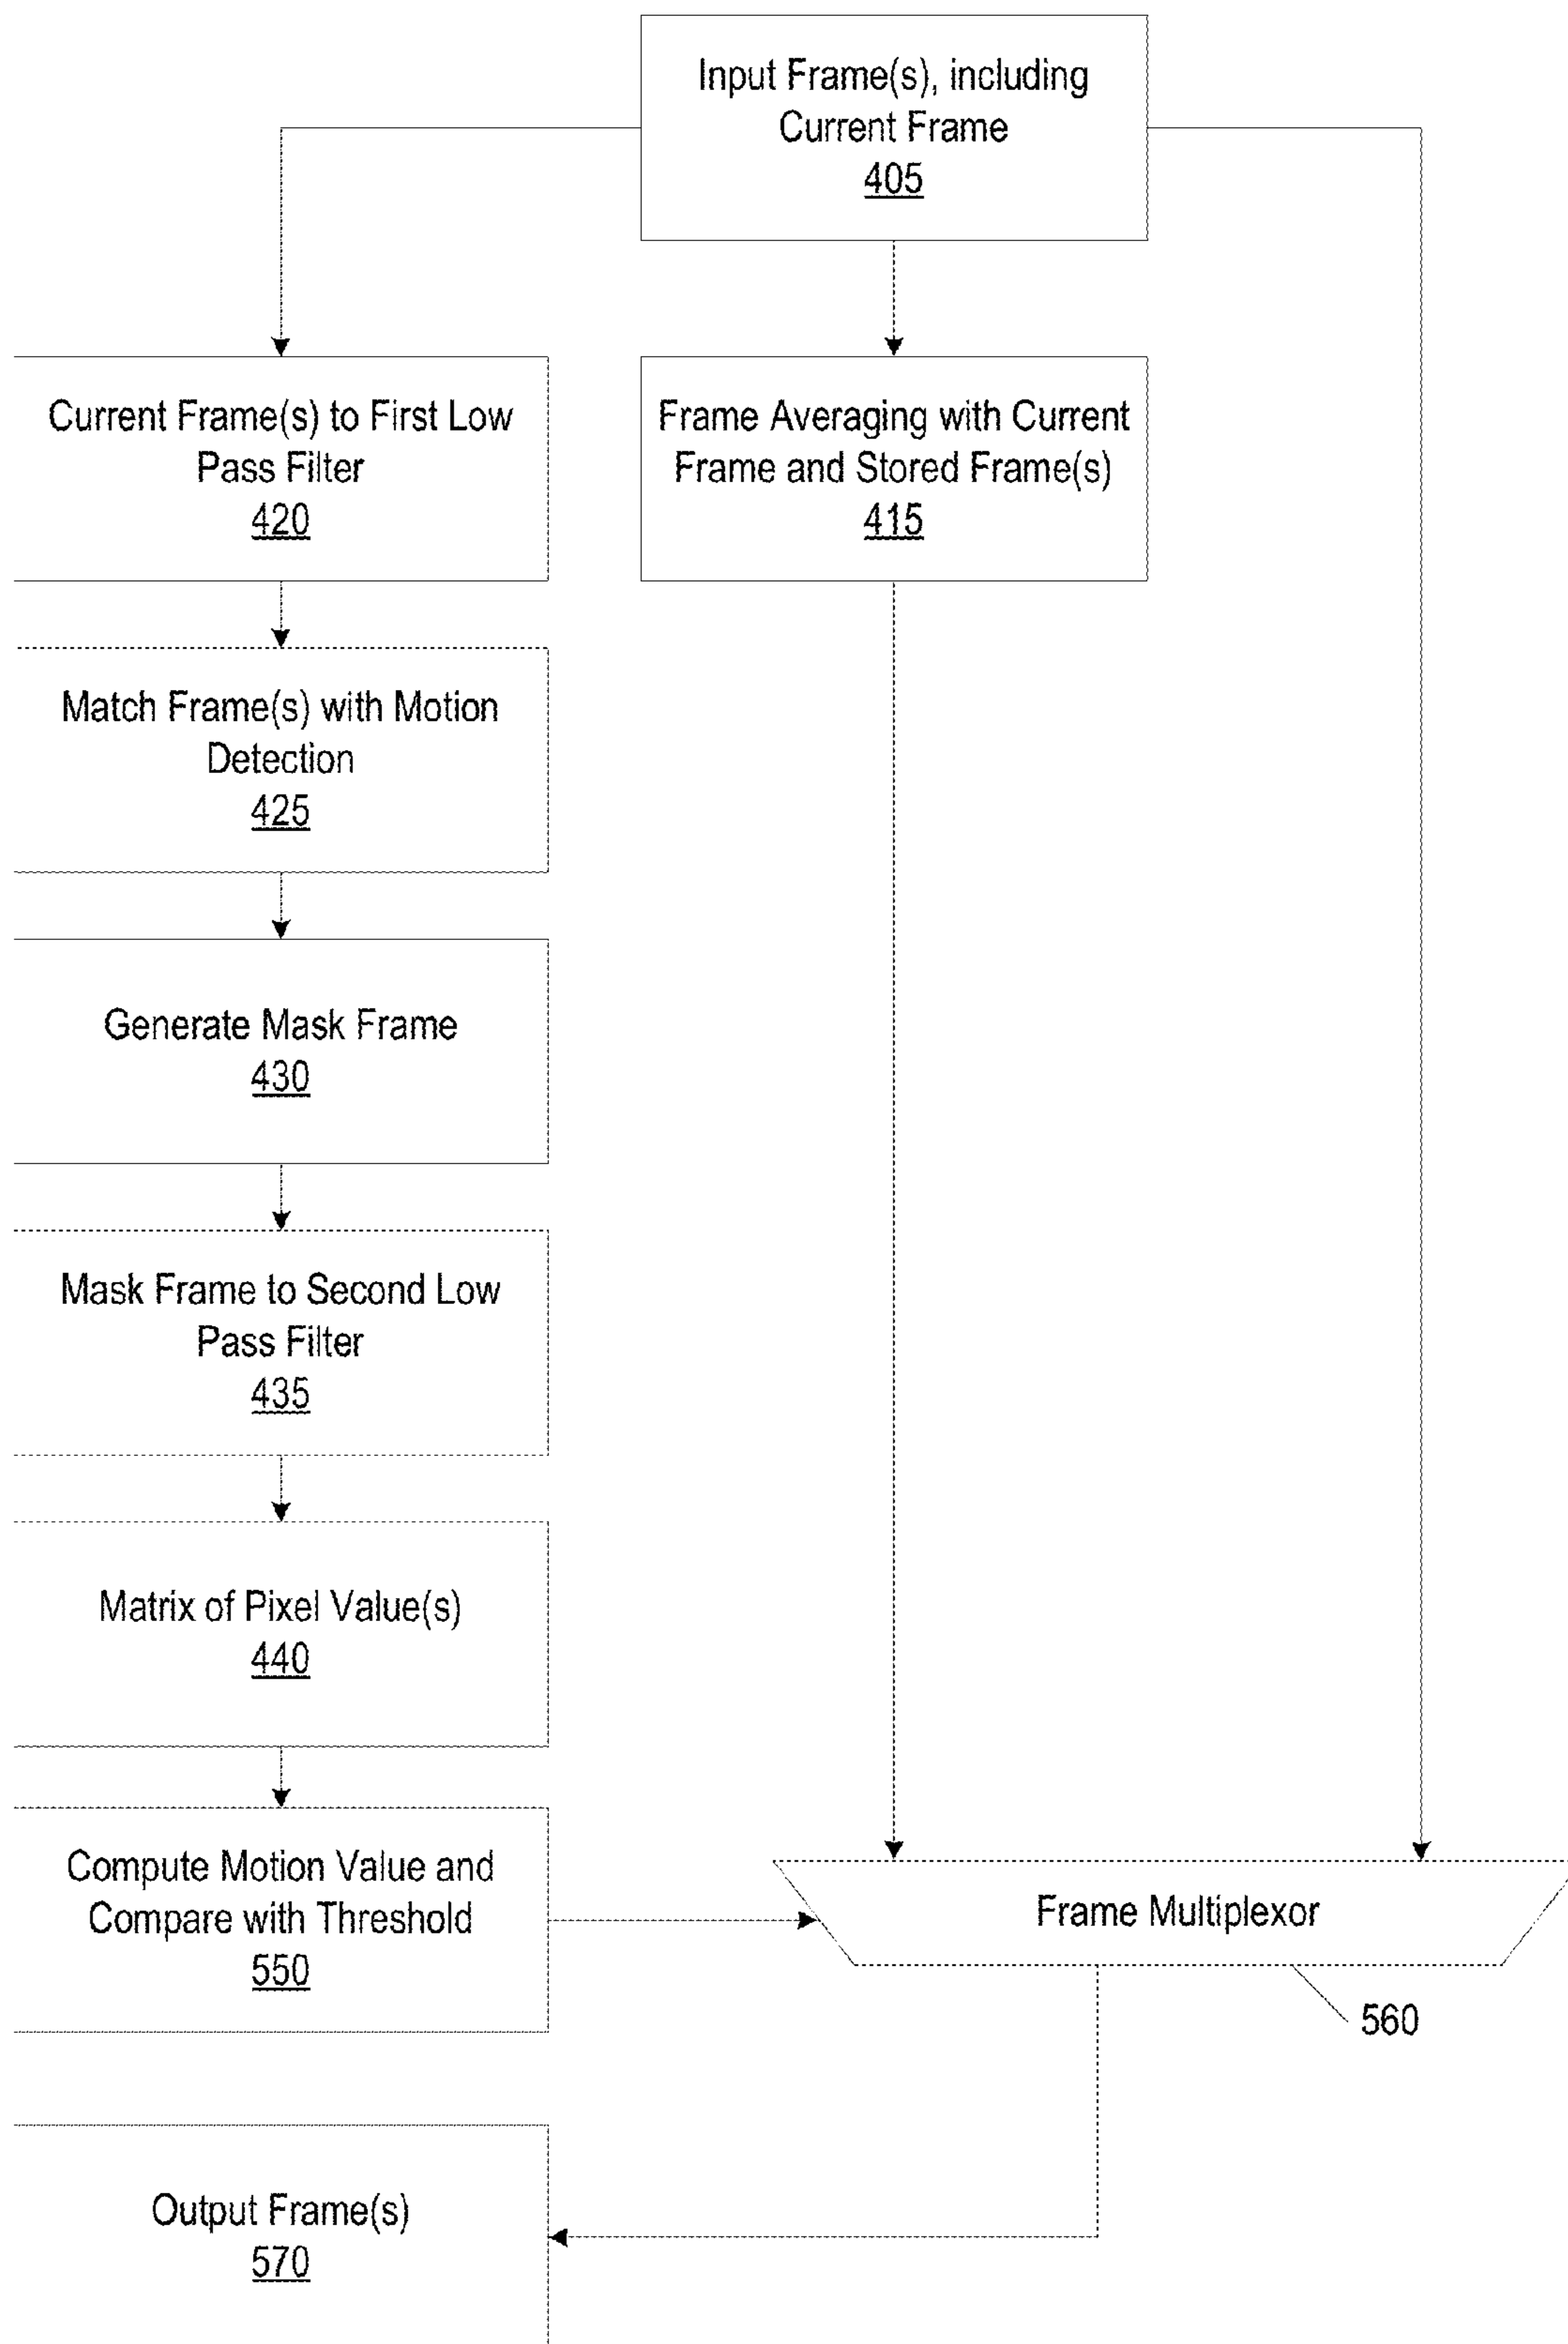 Input Frame(s), including
Current Frame
405
Current Frame(s) to First Low
Pass Filter
420
Frame Averaging with Current
Frame and Stored Frame(s)
415
Match Frame(s) with Motion
Detection
425
Generate Mask Frame
430
Mask Frame to Second Low
Pass Filter
435
Matrix of Pixel Value(s)
440
Compute Motion Value and
Compare with Threshold
550
Frame Multiplexor
560
Output Frame(s)
570